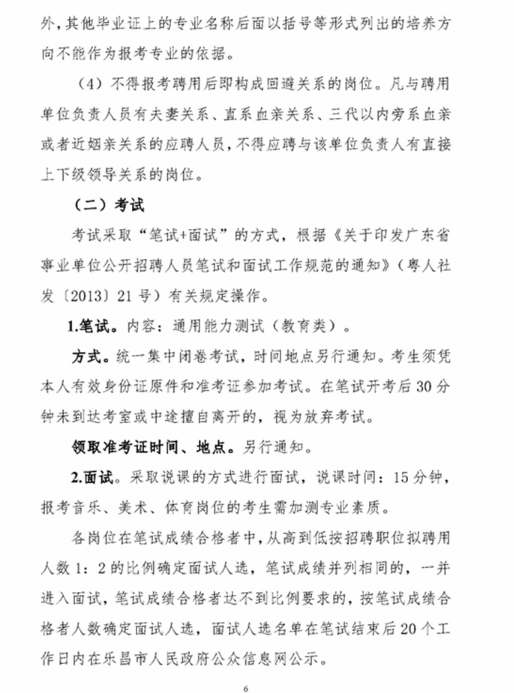 外,其他毕业证上的专业名称后面以括号等形式列出的培养方
向不能作为报考专业的依据。
（4）不得报考聘用后即构成回避关系的岗位。凡与聘用
单位负责人员有夫妻关系、直系血亲关系、三代以内旁系血亲
或者近姻亲关系的应聘人员,不得应聘与该单位负责人有直接
上下级领导关系的岗位。
（二）考试
考试采取“笔试+面试”的方式，根据《关于印发广东省
事业单位公开招聘人员笔试和面试工作规范的通知》（粤人社
发〔2013〕21号）有关规定操作。
1.笔试。内容：通用能力测试（教育类）。
方式。统一集中闭卷考试，时间地点另行通知。考生须凭
本人有效身份证原件和准考证参加考试。在笔试开考后30分
钟未到达考室或中途擅自离开的，视为放弃考试。
领取准考证时间、地点。另行通知。
2.面试。采取说课的方式进行面试，说课时间：15分钟，
报考音乐、美术、体育岗位的考生需加测专业素质。
各岗位在笔试成绩合格者中,从高到低按招聘职位拟聘用
人数1：2的比例确定面试人选，笔试成绩并列相同的，一并
进入面试,笔试成绩合格者达不到比例要求的，按笔试成绩合
格者人数确定面试人选，面试人选名单在笔试结束后20个工
作日内在乐昌市人民政府公众信息网公示。
6